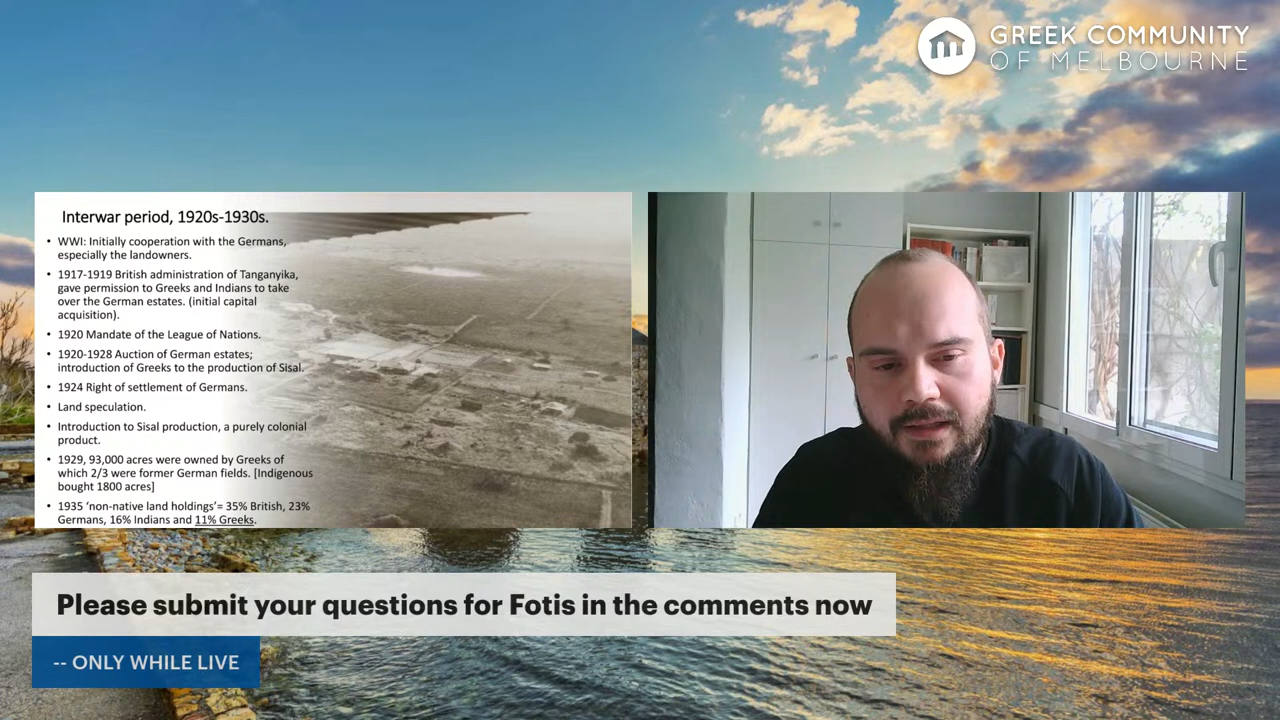 GREEK COMMUNITY
OF MELBOURNE
Interwar period, 1920s-1930s.
• WWI: Initially cooperation with the Germans,
especially the landowners.
• 1917-1919 British administration of Tanganyika,
gave permission to Greeks and Indians to take
over the German estates. (initial capital
acquisition).
• 1920 Mandate of the League of Nations.
• 1920-1928 Auction of German estates;
introduction of Greeks to the production of Sisal.
• 1924 Right of settlement of Germans.
• Land speculation.
• Introduction to Sisal production, a purely colonial
product.
• 1929, 93,000 acres were owned by Greeks of
which 2/3 were former German fields. [Indigenous
bought 1800 acres]
• 1935 ‘non-native land holdings’= 35% British, 23%
Germans, 16% Indians and 11% Greeks.
Please submit your questions for Fotis in the comments now
-- ONLY WHILE LIVE